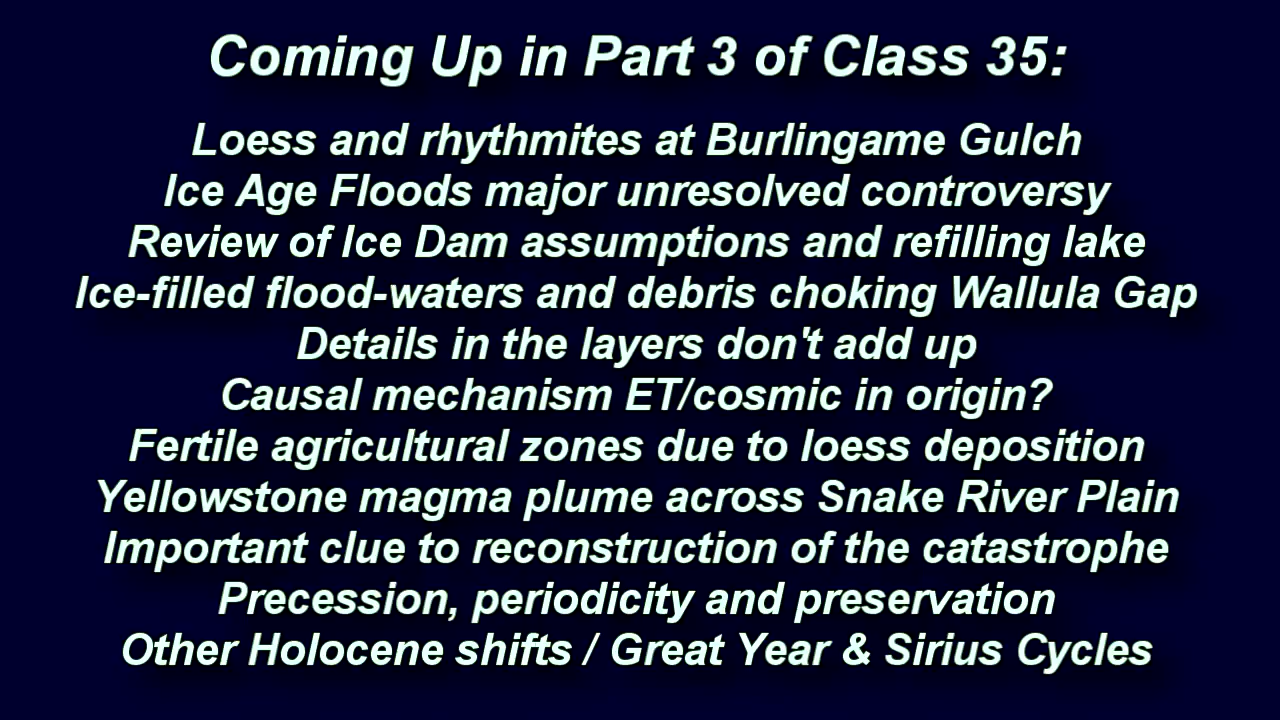 Coming Up in Part 3 of Class 35:
Loess and rhythmites at Burlingame Gulch
Ice Age Floods major unresolved controversy
Review of Ice Dam assumptions and refilling lake
Ice-filled flood-waters and debris choking Wallula Gap
Details in the layers don't add up
Causal mechanism ET/cosmic in origin?
Fertile agricultural zones due to loess deposition
Yellowstone magma plume across Snake River Plain
Important clue to reconstruction of the catastrophe
Precession, periodicity and preservation
Other Holocene shifts / Great Year & Sirius Cycles